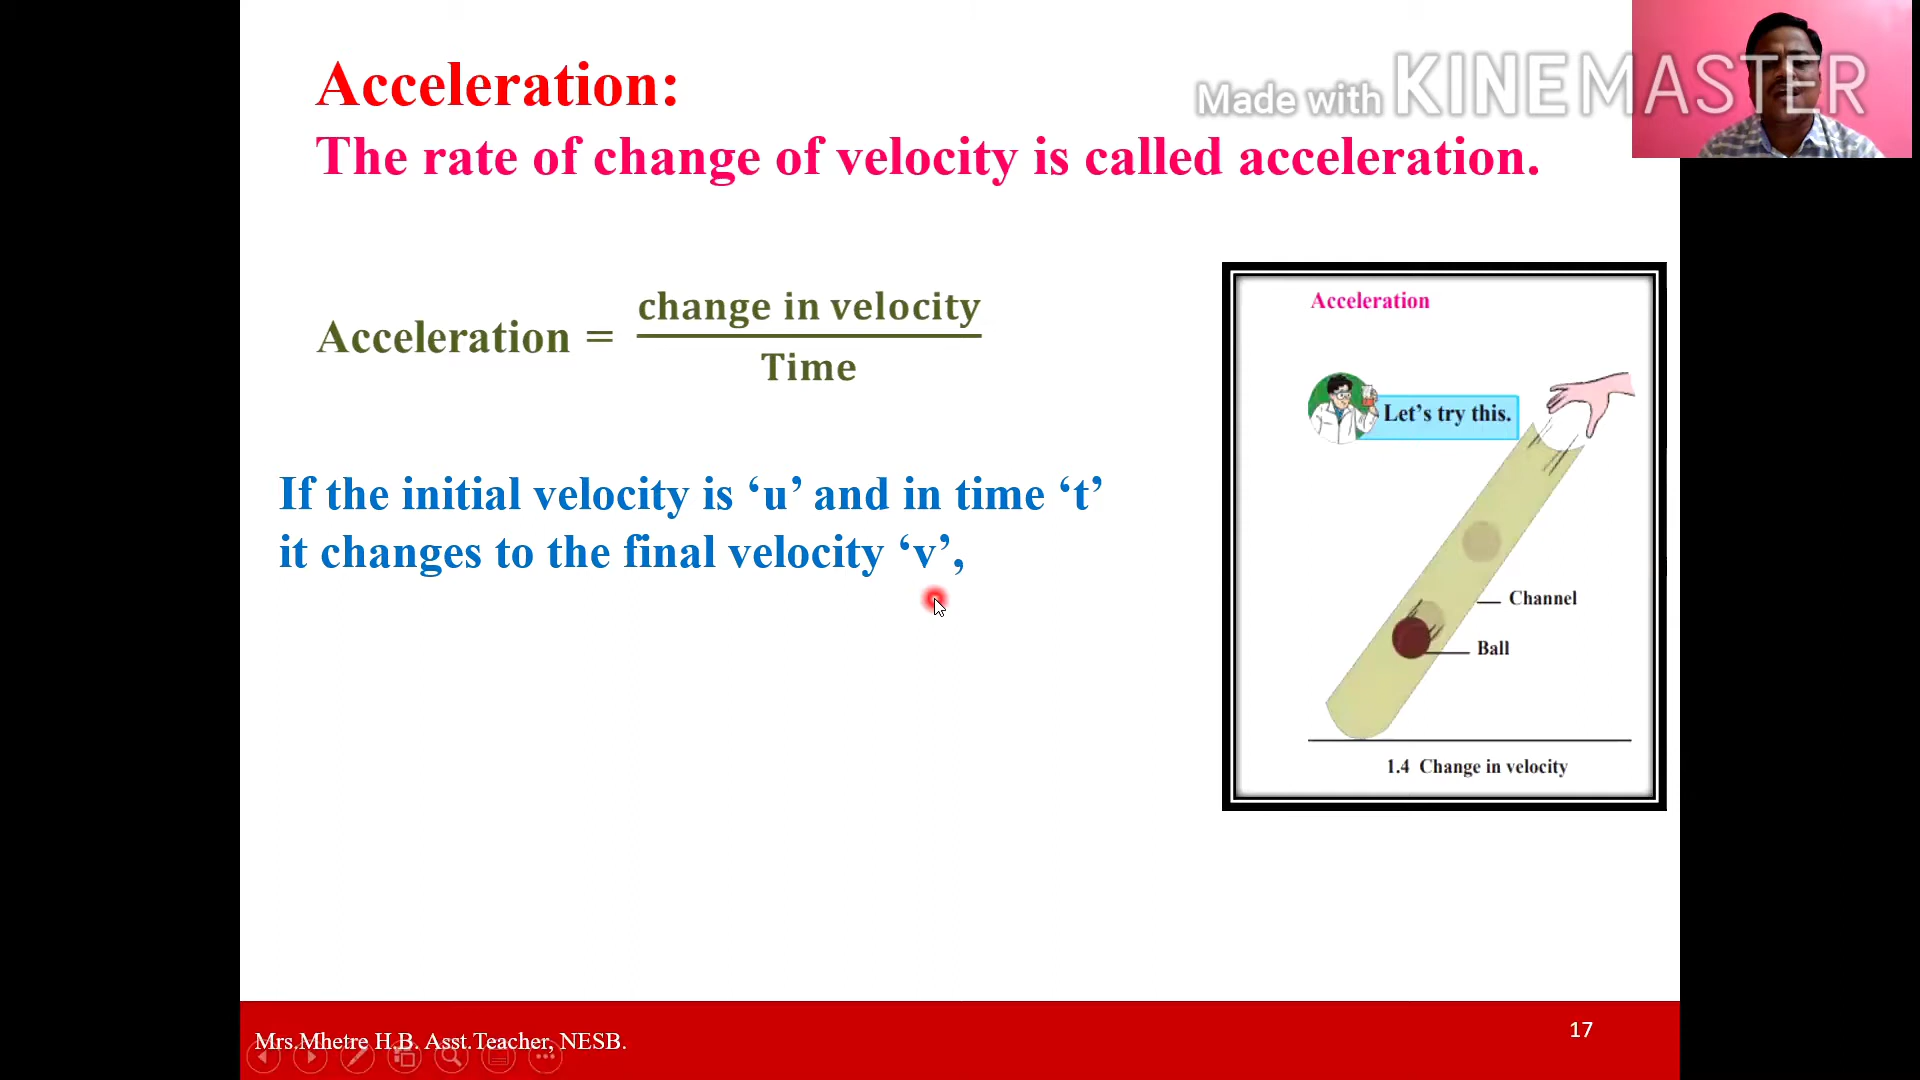 Acceleration:
Made with KINEMASTER
The rate of change of velocity is called acceleration.
Acceleration = change in velocity
Time
If the initial velocity is ‘u’ and in time ‘t’
it changes to the final velocity ‘v’,
Acceleration
Let’s try this.
Channel
Ball
1.4 Change in velocity
Mrs.Mhetre H.B. Asst.Teacher, NESB.
17